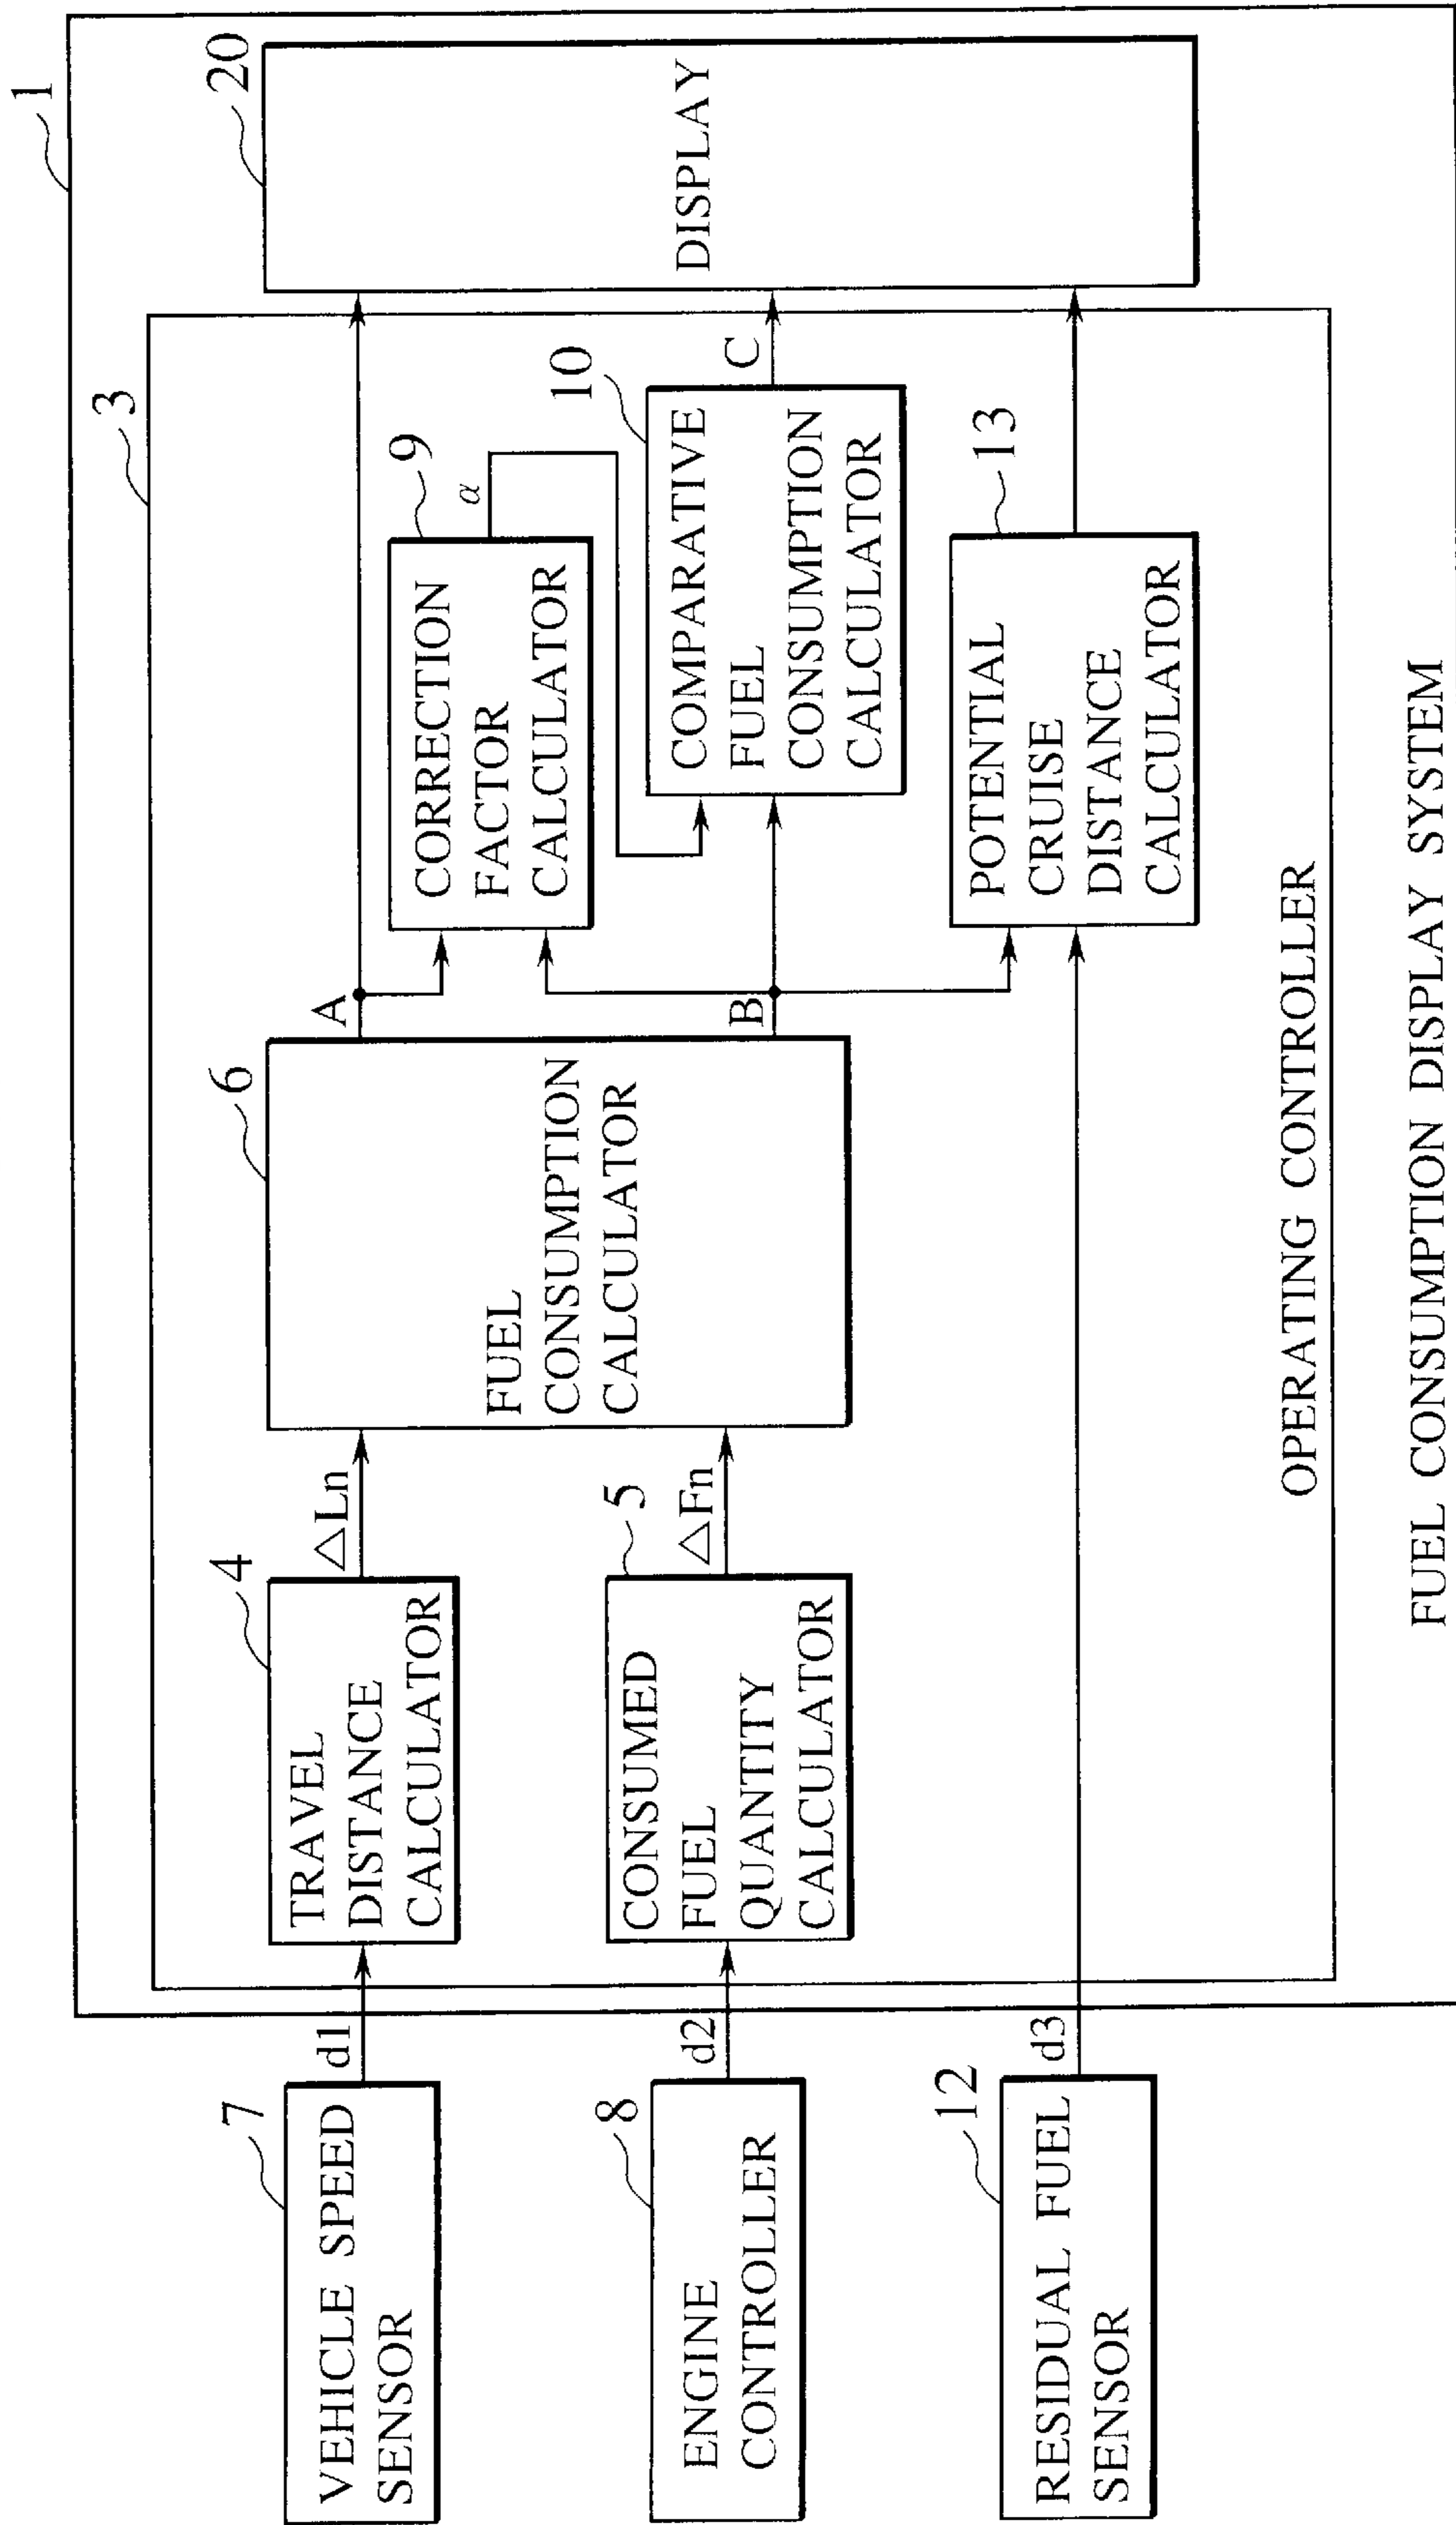 1
3
20
7
VEHICLE SPEED
SENSOR
d1
4
TRAVEL
DISTANCE
CALCULATOR
△Ln
8
ENGINE
CONTROLLER
d2
5
CONSUMED
FUEL
QUANTITY
CALCULATOR
△Fn
12
RESIDUAL FUEL
SENSOR
d3
6
FUEL
CONSUMPTION
CALCULATOR
A
B
9
CORRECTION
FACTOR
CALCULATOR
α
10
COMPARATIVE
FUEL
CONSUMPTION
CALCULATOR
C
13
POTENTIAL
CRUISE
DISTANCE
CALCULATOR
DISPLAY
OPERATING CONTROLLER
FUEL CONSUMPTION DISPLAY SYSTEM